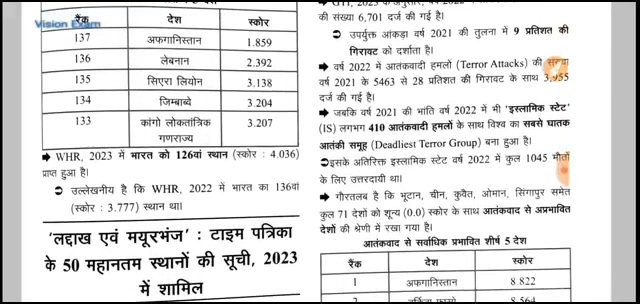 Vision Exam
रैंक देश स्कोर
137 अफगानिस्तान 1.859
136 लेबनान 2.392
135 सिएरा लियोन 3.138
134 जिम्बाब्वे 3.204
133 कांगो लोकतांत्रिक 3.207
गणराज्य
➡ WHR, 2023 में भारत को 126वां स्थान (स्कोर : 4.036)
प्राप्त हुआ है।
➲ उल्लेखनीय है कि WHR, 2022 में भारत का 136वां
(स्कोर : 3.777) स्थान था।
'लद्दाख एवं मयूरभंज' : टाइम पत्रिका
के 50 महानतम स्थानों की सूची, 2023
में शामिल
की संख्या 6,701 दर्ज की गई है।
➲ उपर्युक्त आंकड़ा वर्ष 2021 की तुलना में 9 प्रतिशत की
गिरावट को दर्शाता है।
➡ वर्ष 2022 में आतंकवादी हमलों (Terror Attacks) की संख्या
वर्ष 2021 के 5463 से 28 प्रतिशत की गिरावट के साथ 3,955
दर्ज की गई है।
➡ जबकि वर्ष 2021 की भांति वर्ष 2022 में भी 'इस्लामिक स्टेट'
(IS) लगभग 410 आतंकवादी हमलों के साथ विश्व का सबसे घातक
आतंकी समूह (Deadliest Terror Group) बना हुआ है।
➲ इसके अतिरिक्त इस्लामिक स्टेट वर्ष 2022 में कुल 1045 मौतों
के लिए उत्तरदायी था।
➡ गौरतलब है कि भूटान, चीन, कुवैत, ओमान, सिंगापुर समेत
कुल 71 देशों को शून्य (0.0) स्कोर के साथ आतंकवाद से अप्रभावित
देशों की श्रेणी में रखा गया है।
आतंकवाद से सर्वाधिक प्रभावित शीर्ष 5 देश
रैंक देश स्कोर
1 अफगानिस्तान 8.822
8.564